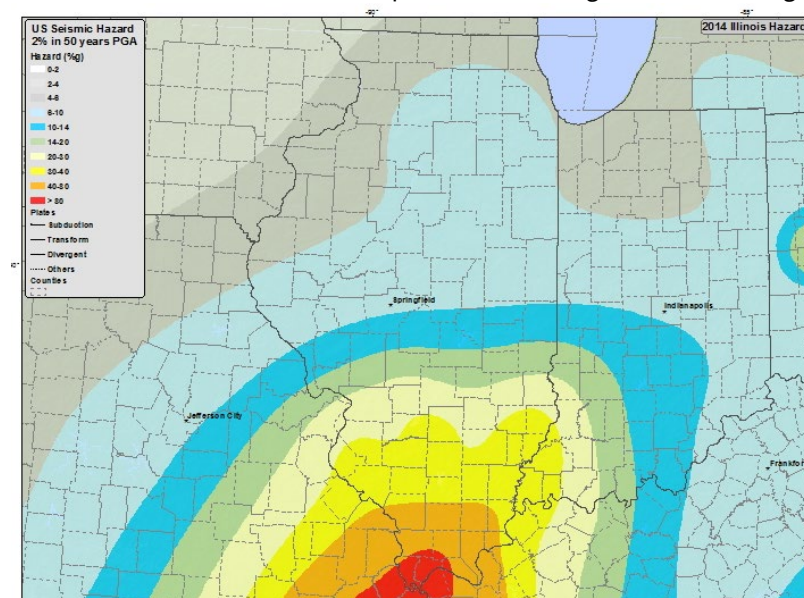 US Seismic Hazard
2% in 50 years PGA
Hazard (%g)
0-2
2-4
4-6
6-10
10-14
14-20
20-30
30-40
40-80
> 80
Plates
Subduction
Transform
Divergent
Others
Counties
2014 Illinois Hazard
Springfield
Indianapolis
Jefferson City
Frankfor